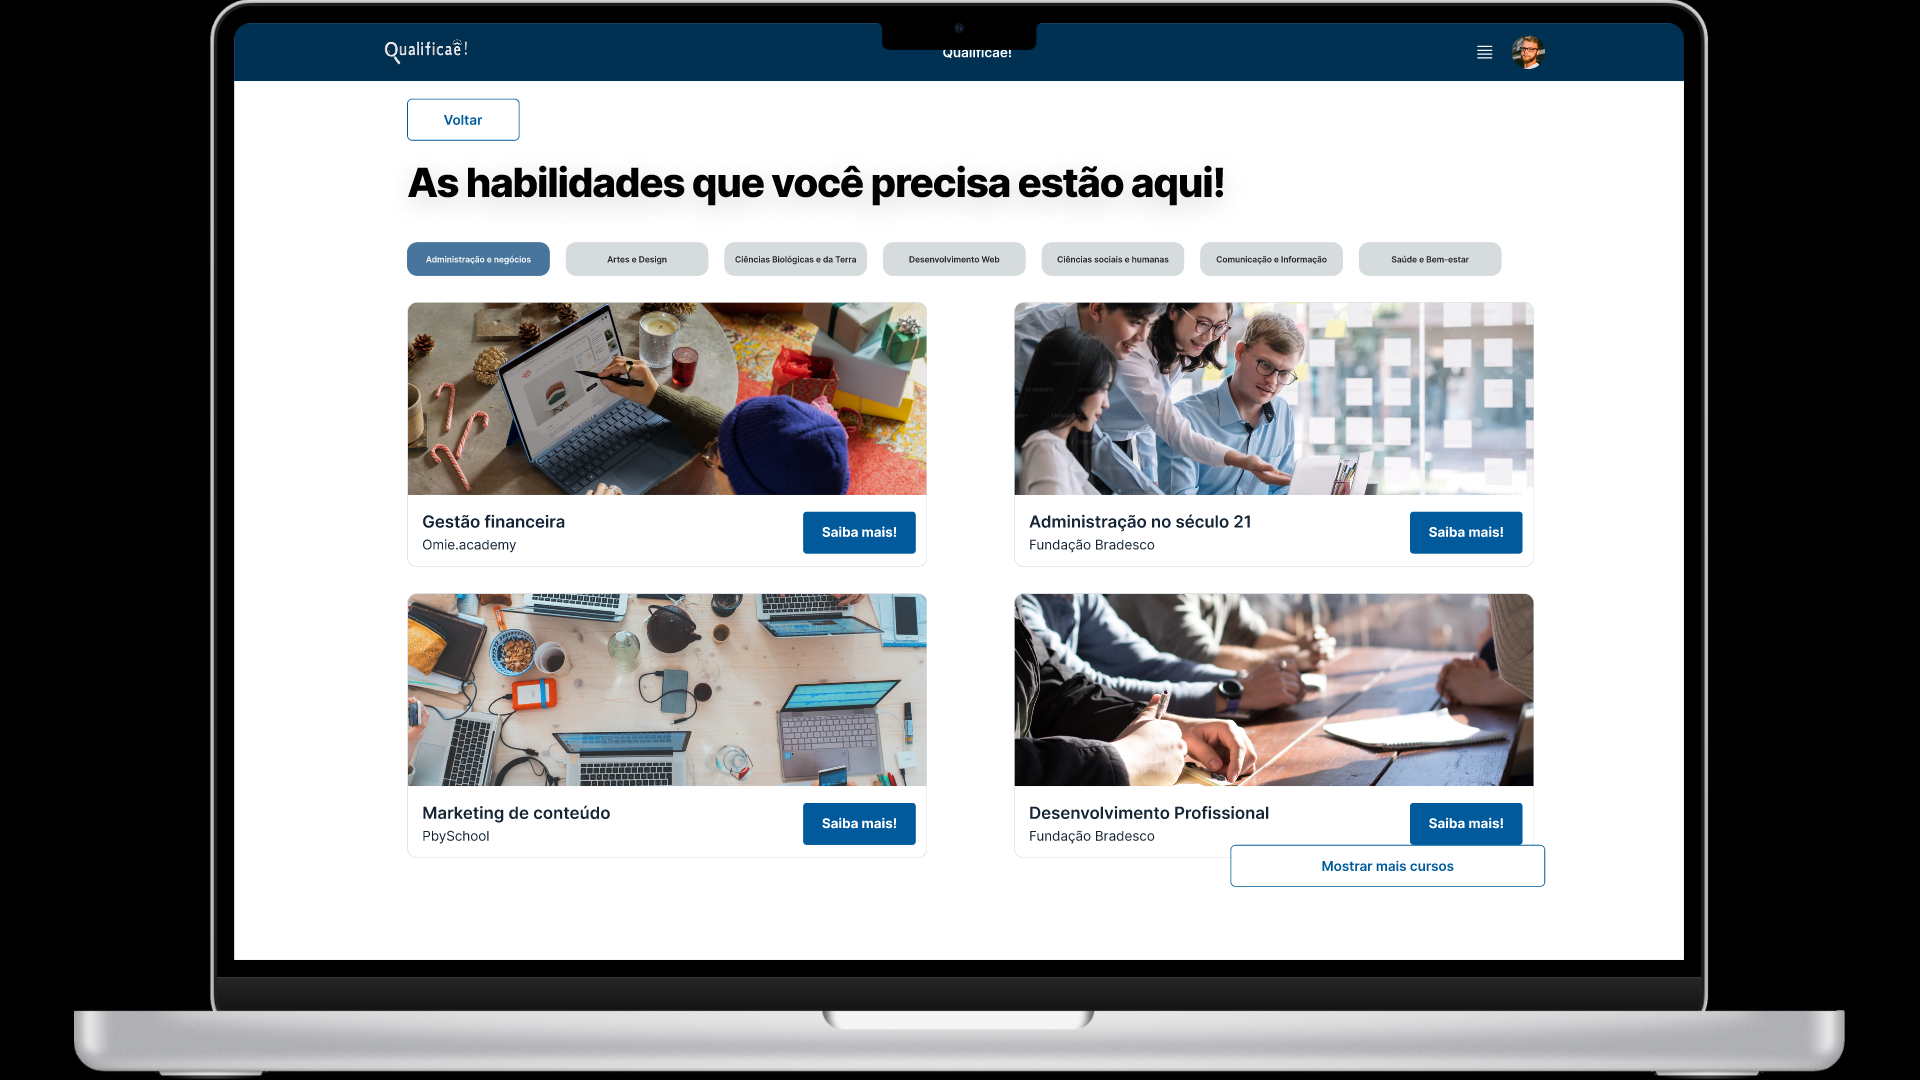 Qualificaê!
Qualificaê!
Voltar
As habilidades que você precisa estão aqui!
Administração e negócios
Artes e Design
Ciências Biológicas e da Terra
Desenvolvimento Web
Ciências sociais e humanas
Comunicação e Informação
Saúde e Bem-estar
Gestão financeira
Omie.academy
Saiba mais!
Administração no século 21
Fundação Bradesco
Saiba mais!
Marketing de conteúdo
PbySchool
Saiba mais!
Desenvolvimento Profissional
Fundação Bradesco
Saiba mais!
Mostrar mais cursos